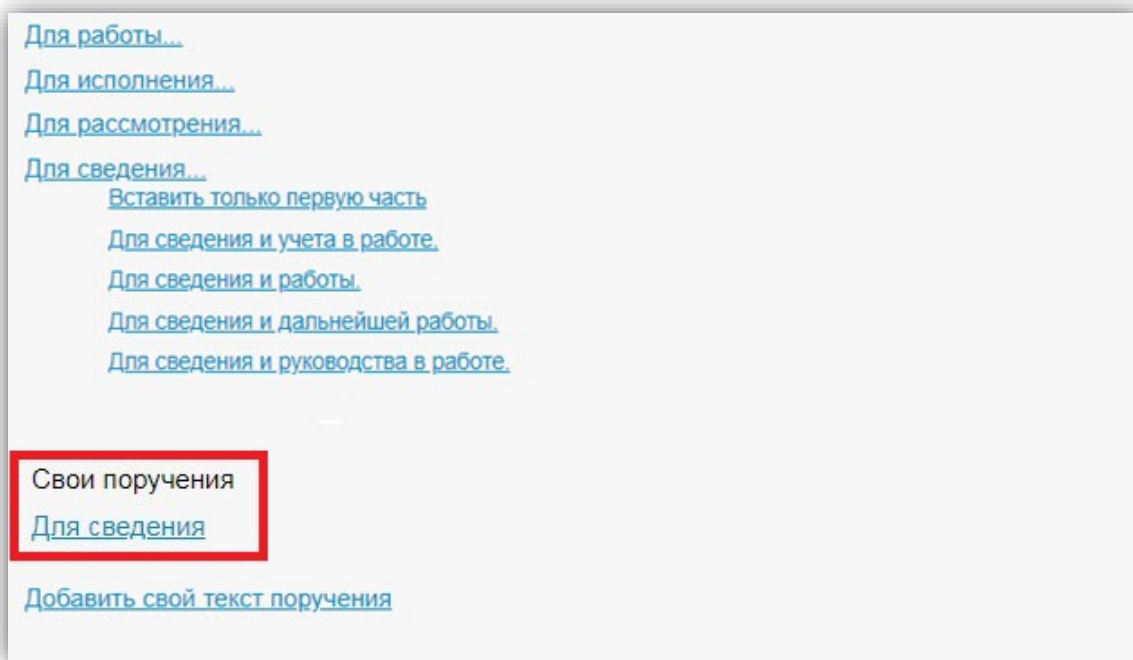 Для работы...
Для исполнения...
Для рассмотрения...
Для сведения...
Вставить только первую часть
Для сведения и учета в работе.
Для сведения и работы.
Для сведения и дальнейшей работы.
Для сведения и руководства в работе.
Свои поручения
Для сведения
Добавить свой текст поручения